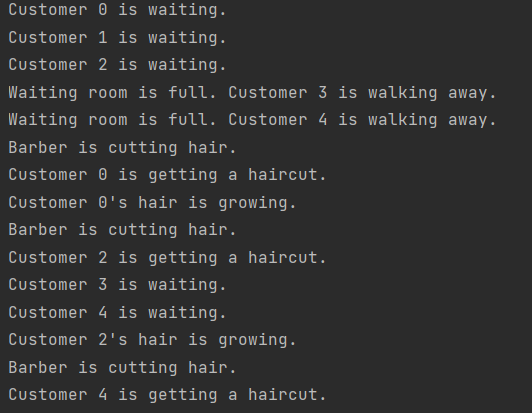 Customer 0 is waiting.
Customer 1 is waiting.
Customer 2 is waiting.
Waiting room is full. Customer 3 is walking away.
Waiting room is full. Customer 4 is walking away.
Barber is cutting hair.
Customer 0 is getting a haircut.
Customer 0's hair is growing.
Barber is cutting hair.
Customer 2 is getting a haircut.
Customer 3 is waiting.
Customer 4 is waiting.
Customer 2's hair is growing.
Barber is cutting hair.
Customer 4 is getting a haircut.